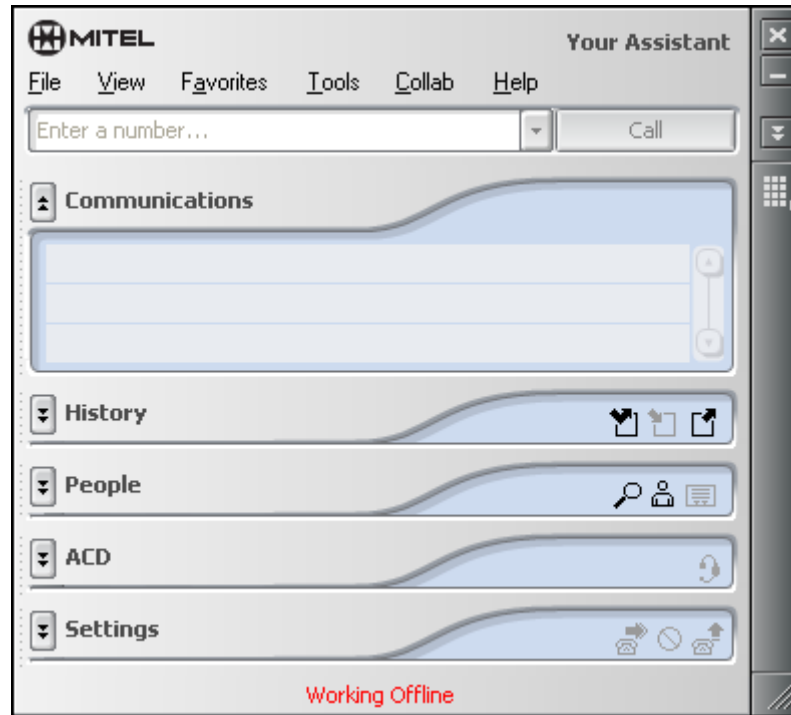 MITEL
Your Assistant
File View Favorites Tools Collab Help
Enter a number... Call
Communications
History
People
ACD
Settings
Working Offline